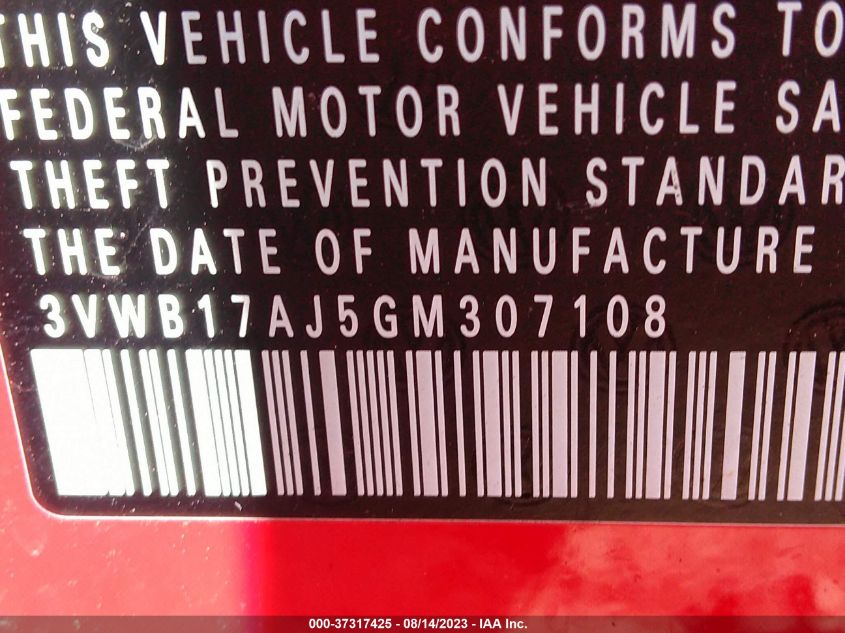 THIS VEHICLE CONFORMS TO
FEDERAL MOTOR VEHICLE SA
THEFT PREVENTION STANDAR
THE DATE OF MANUFACTURE
3VWB17AJ5GM307108
000-37317425 - 08/14/2023 - IAA Inc.